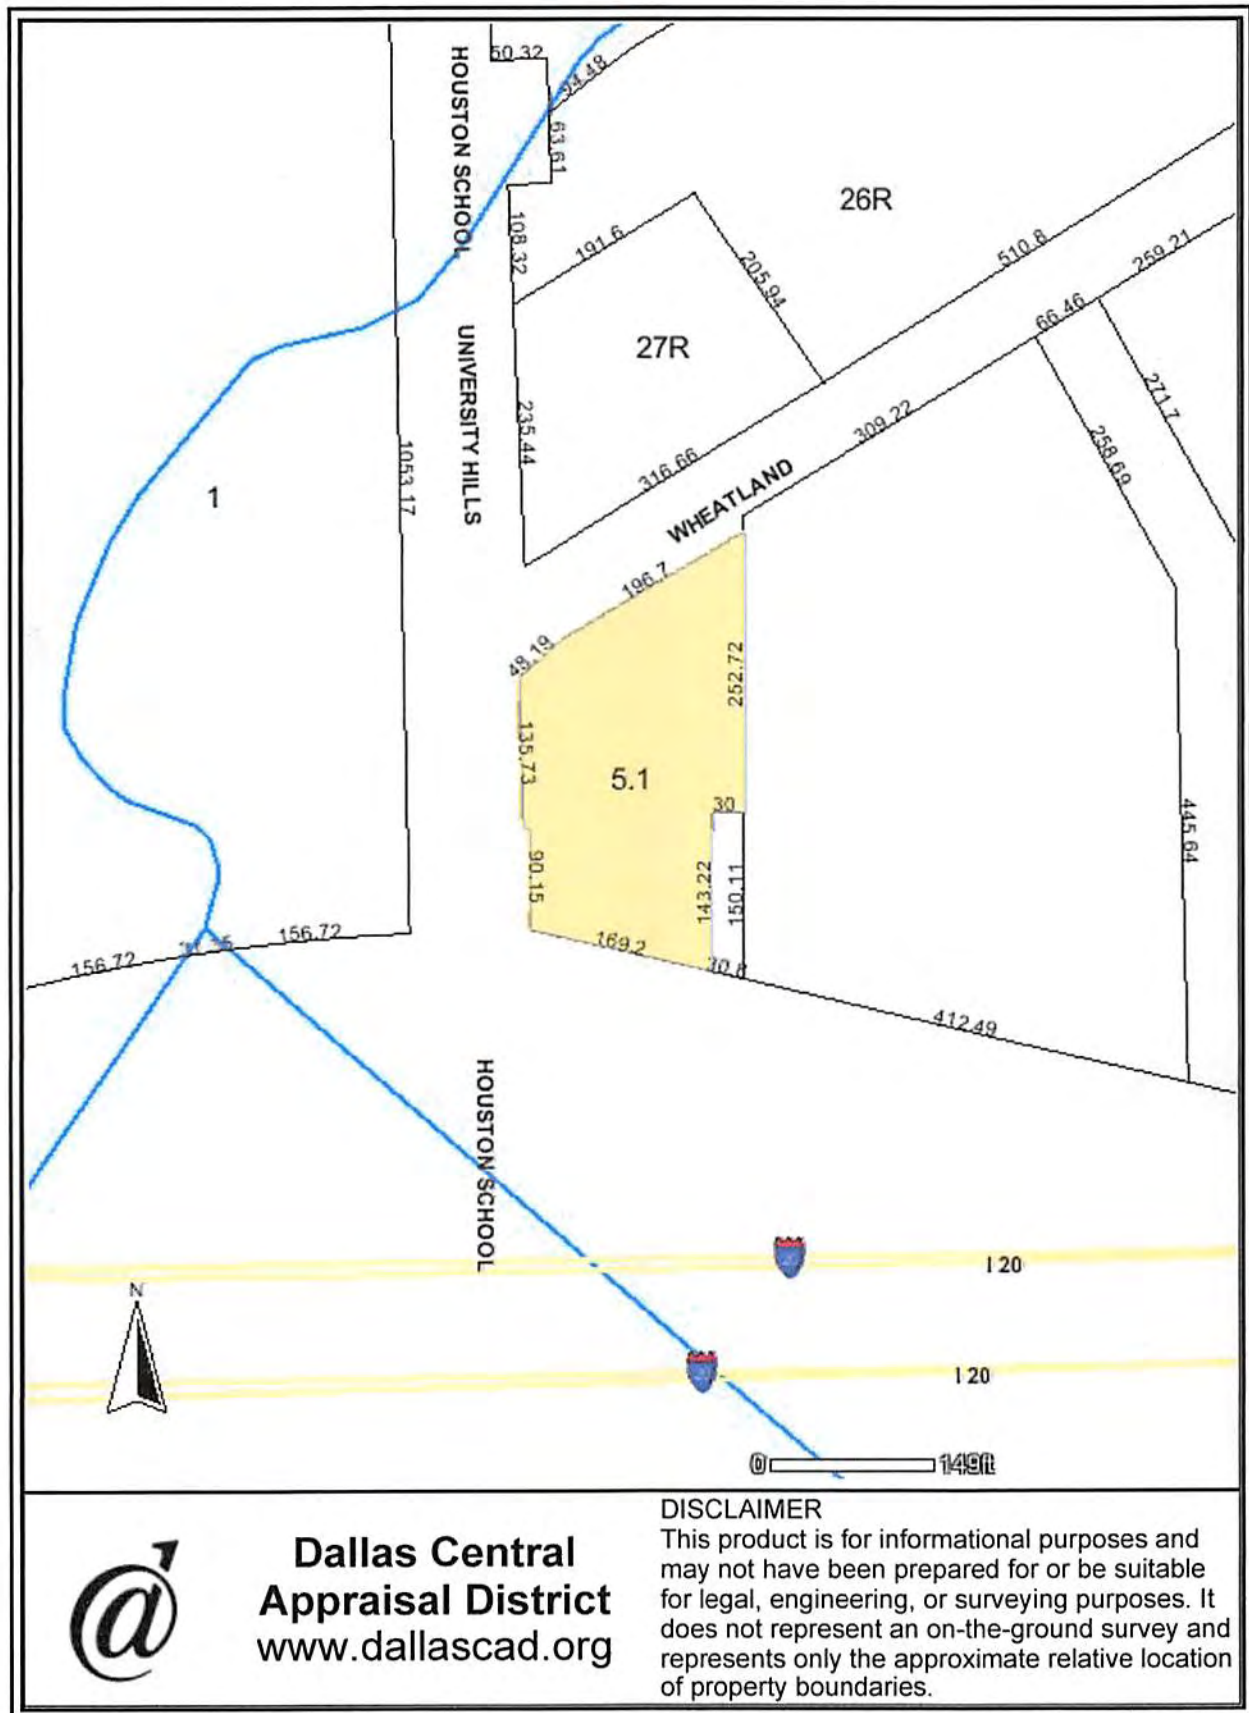 50.32
94.48
HOUSTON SCHOOL
63.61
26R
108.32
191.6
205.94
510.8
259.21
66.46
27R
UNIVERSITY HILLS
271.7
235.44
309.22
258.69
1053.17
316.66
1
WHEATLAND
196.7
48.19
252.72
135.73
5.1
30
445.64
90.15
143.22
150.11
156.72
31.35
156.72
169.2
30.8
412.49
HOUSTON SCHOOL
I 20
N
I 20
0
149ft
Dallas Central
Appraisal District
www.dallascad.org
DISCLAIMER
This product is for informational purposes and
may not have been prepared for or be suitable
for legal, engineering, or surveying purposes. It
does not represent an on-the-ground survey and
represents only the approximate relative location
of property boundaries.